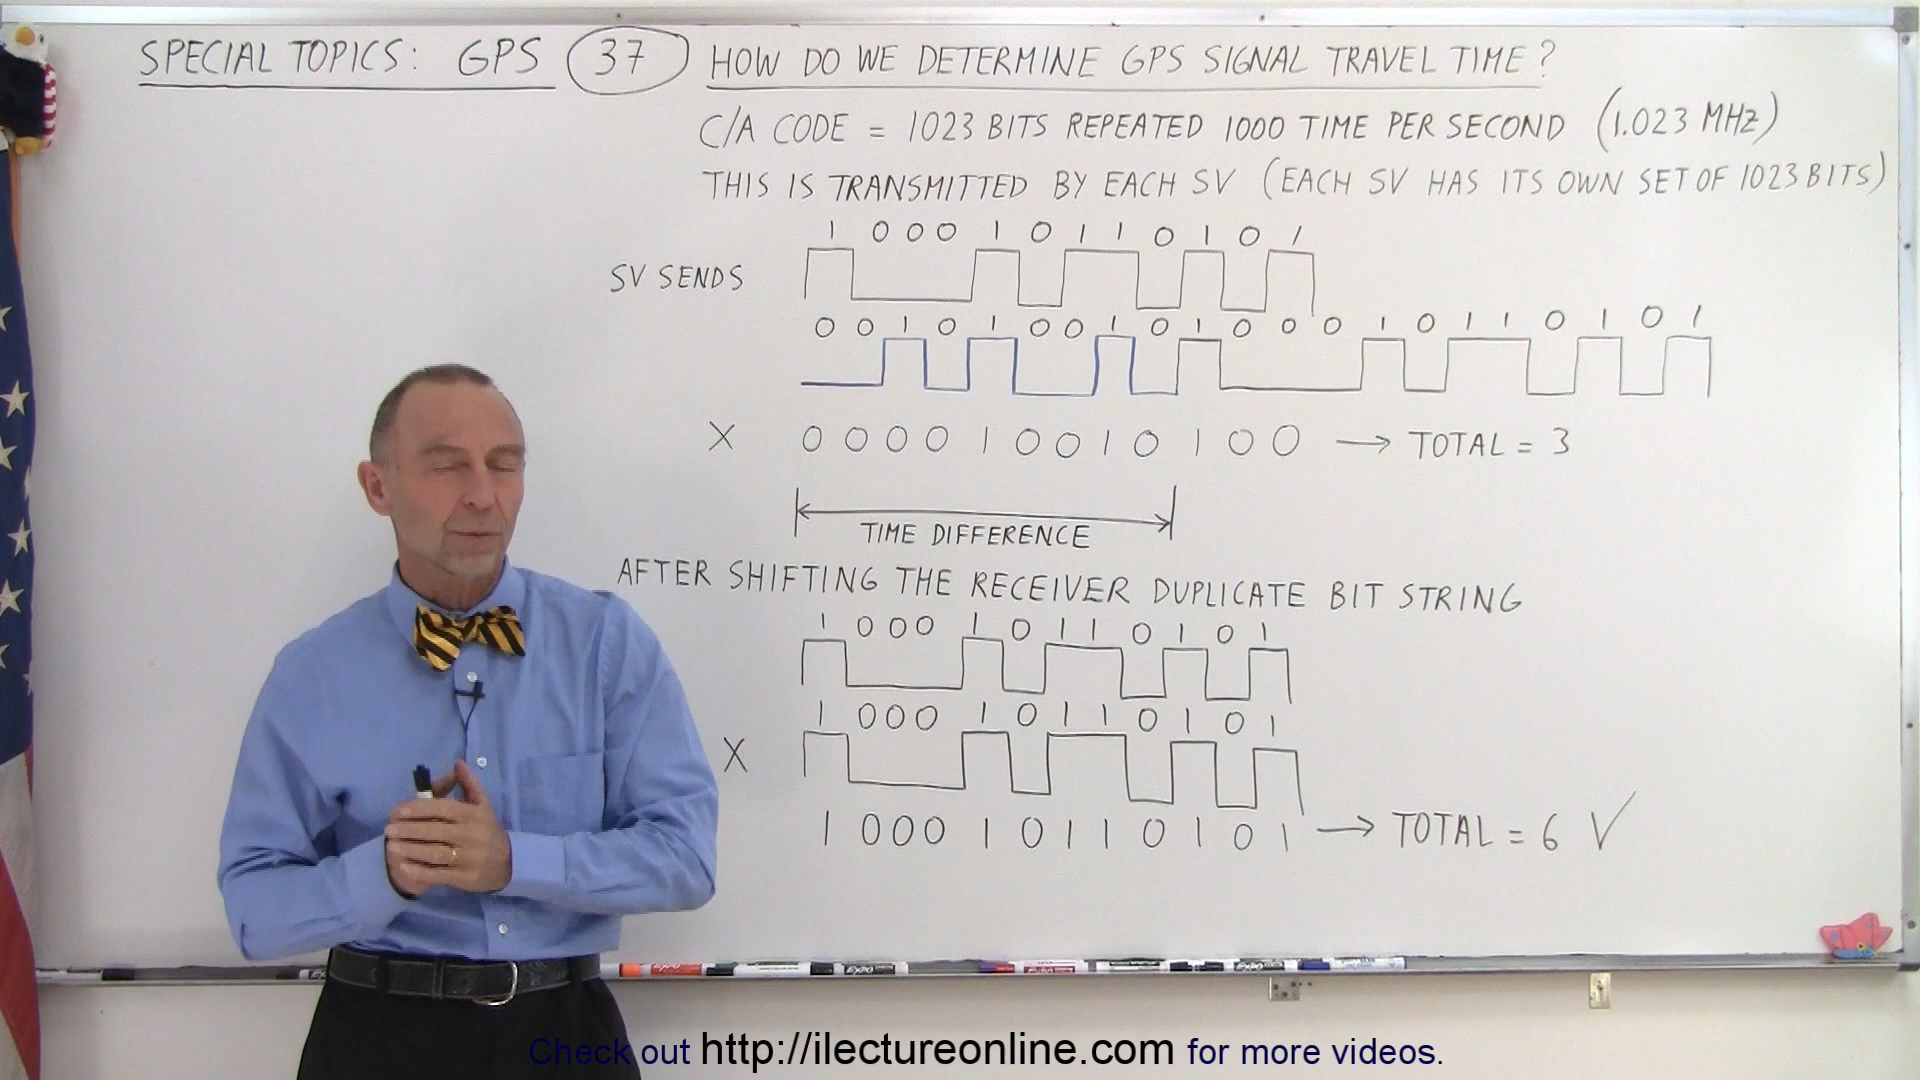 SPECIAL TOPICS: GPS 37 HOW DO WE DETERMINE GPS SIGNAL TRAVEL TIME?
C/A CODE = 1023 BITS REPEATED 1000 TIME PER SECOND (1.023 MHz)
THIS IS TRANSMITTED BY EACH SV (EACH SV HAS ITS OWN SET OF 1023 BITS)
1 0 0 0 1 0 1 1 0 1 0 1
SV SENDS
0 0 1 0 1 0 0 1 0 1 0 0 0 1 0 1 1 0 1 0 1
X 0 0 0 0 1 0 0 1 0 1 0 0 → TOTAL = 3
TIME DIFFERENCE
AFTER SHIFTING THE RECEIVER DUPLICATE BIT STRING
1 0 0 0 1 0 1 1 0 1 0 1
1 0 0 0 1 0 1 1 0 1 0 1
X
1 0 0 0 1 0 1 1 0 1 0 1 → TOTAL = 6 √
EXPO EXPO EXPO EXPO
Check out http://ilectureonline.com for more videos.